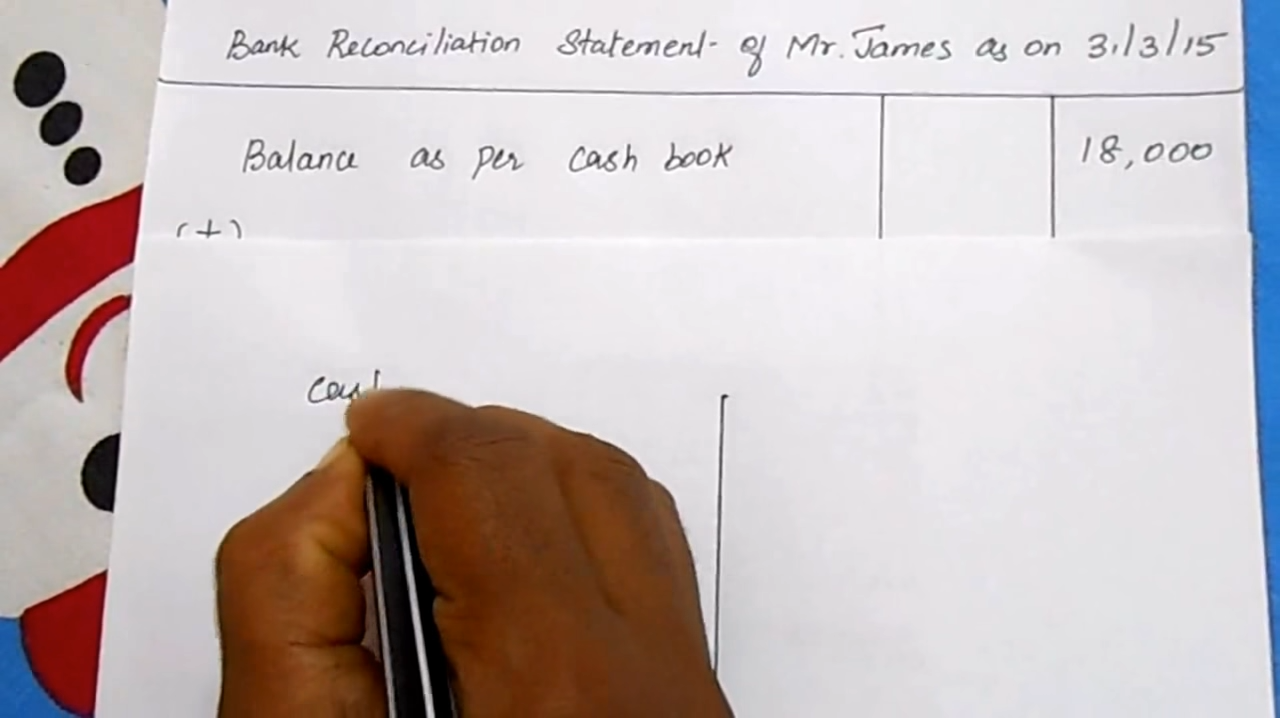 Bank Reconciliation Statement of Mr. James as on 31/3/15
Balance as per cash book 18,000
(+)